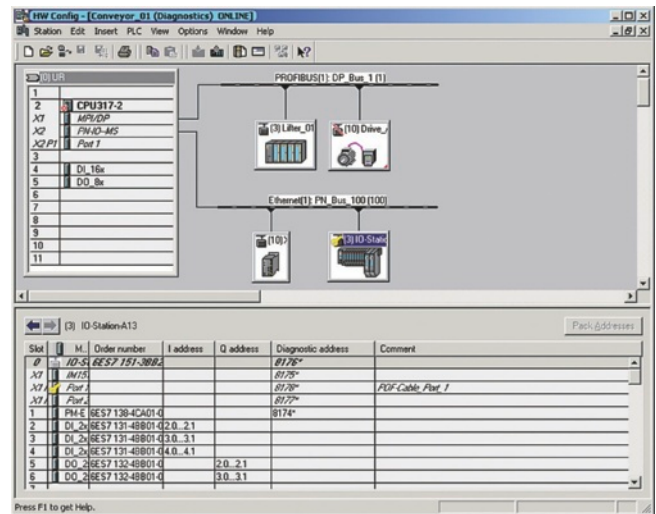 HW Config - [Conveyor_01 (Diagnostics) ONLINE]
Station Edit Insert PLC View Options Window Help
(0) UR
1
2 CPU317-2
X1 MPI/DP
X2 PN-IO-MS
X2 P1 Port 1
3
4 DI_16x
5 DO_8x
6
7
8
9
10
11
PROFIBUS(1): DP_Bus_1 (1)
(3) Lifter_01
(10) Drive_
Ethernet(1): PN_Bus_100 (100)
(10)
(3) IO-Static
(3) IO-Station-A13
Pack Addresses
Slot M.. Order number I address Q address Diagnostic address Comment
0 IO-S 6ES7 151-3BB2 8176*
X1 IM15 8175*
X1 Port 1 8178* POF-Cable_Port_1
X1 Port 8177*
1 PM-E 6ES7 138-4CA01-0 8174*
2 DI_2x 6ES7 131-4BB01-0 2.0...2.1
3 DI_2x 6ES7 131-4BB01-0 3.0...3.1
4 DI_2x 6ES7 131-4BB01-0 4.0...4.1
5 DO_2 6ES7 132-4BB01-0 2.0...2.1
6 DO_2 6ES7 132-4BB01-0 3.0...3.1
Press F1 to get Help.